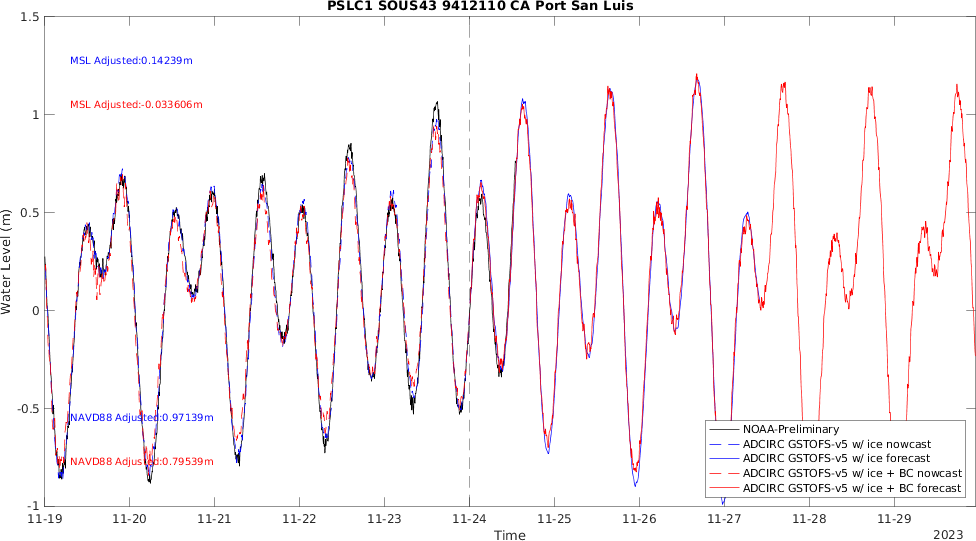 PSLC1 SOUS43 9412110 CA Port San Luis
1.5
1
0.5
0
-0.5
-1
Water Level (m)
MSL Adjusted:0.14239m
MSL Adjusted:-0.033606m
NAVD88 Adjusted:0.97139m
NAVD88 Adjusted:0.79539m
NOAA-Preliminary
ADCIRC GSTOFS-v5 w/ ice nowcast
ADCIRC GSTOFS-v5 w/ ice forecast
ADCIRC GSTOFS-v5 w/ ice + BC nowcast
ADCIRC GSTOFS-v5 w/ ice + BC forecast
11-19 11-20 11-21 11-22 11-23 11-24 11-25 11-26 11-27 11-28 11-29
Time
2023